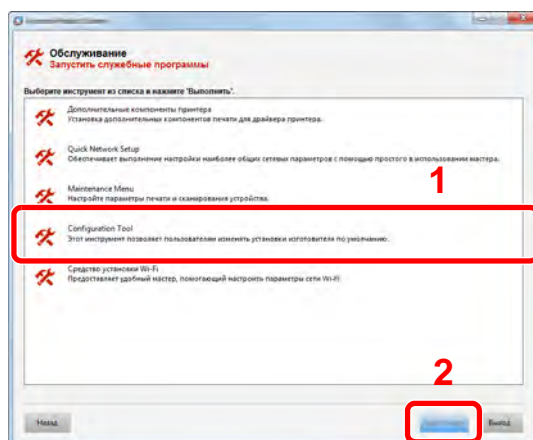 Обслуживание
Запустить служебные программы
Выберите инструмент из списка и нажмите 'Выполнить'.
Дополнительные компоненты принтера
Установка дополнительных компонентов печати для драйвера принтера.
Quick Network Setup
Обеспечивает выполнение настройки наиболее общих сетевых параметров с помощью простого в использовании мастера.
1
Maintenance Menu
Настройте параметры печати и сканирования устройства.
Configuration Tool
Этот инструмент позволяет пользователям изменять установки изготовителя по умолчанию.
Средство установки Wi-Fi
Предоставляет удобный мастер, помогающий настроить параметры сети Wi-Fi
2
Назад
Выход